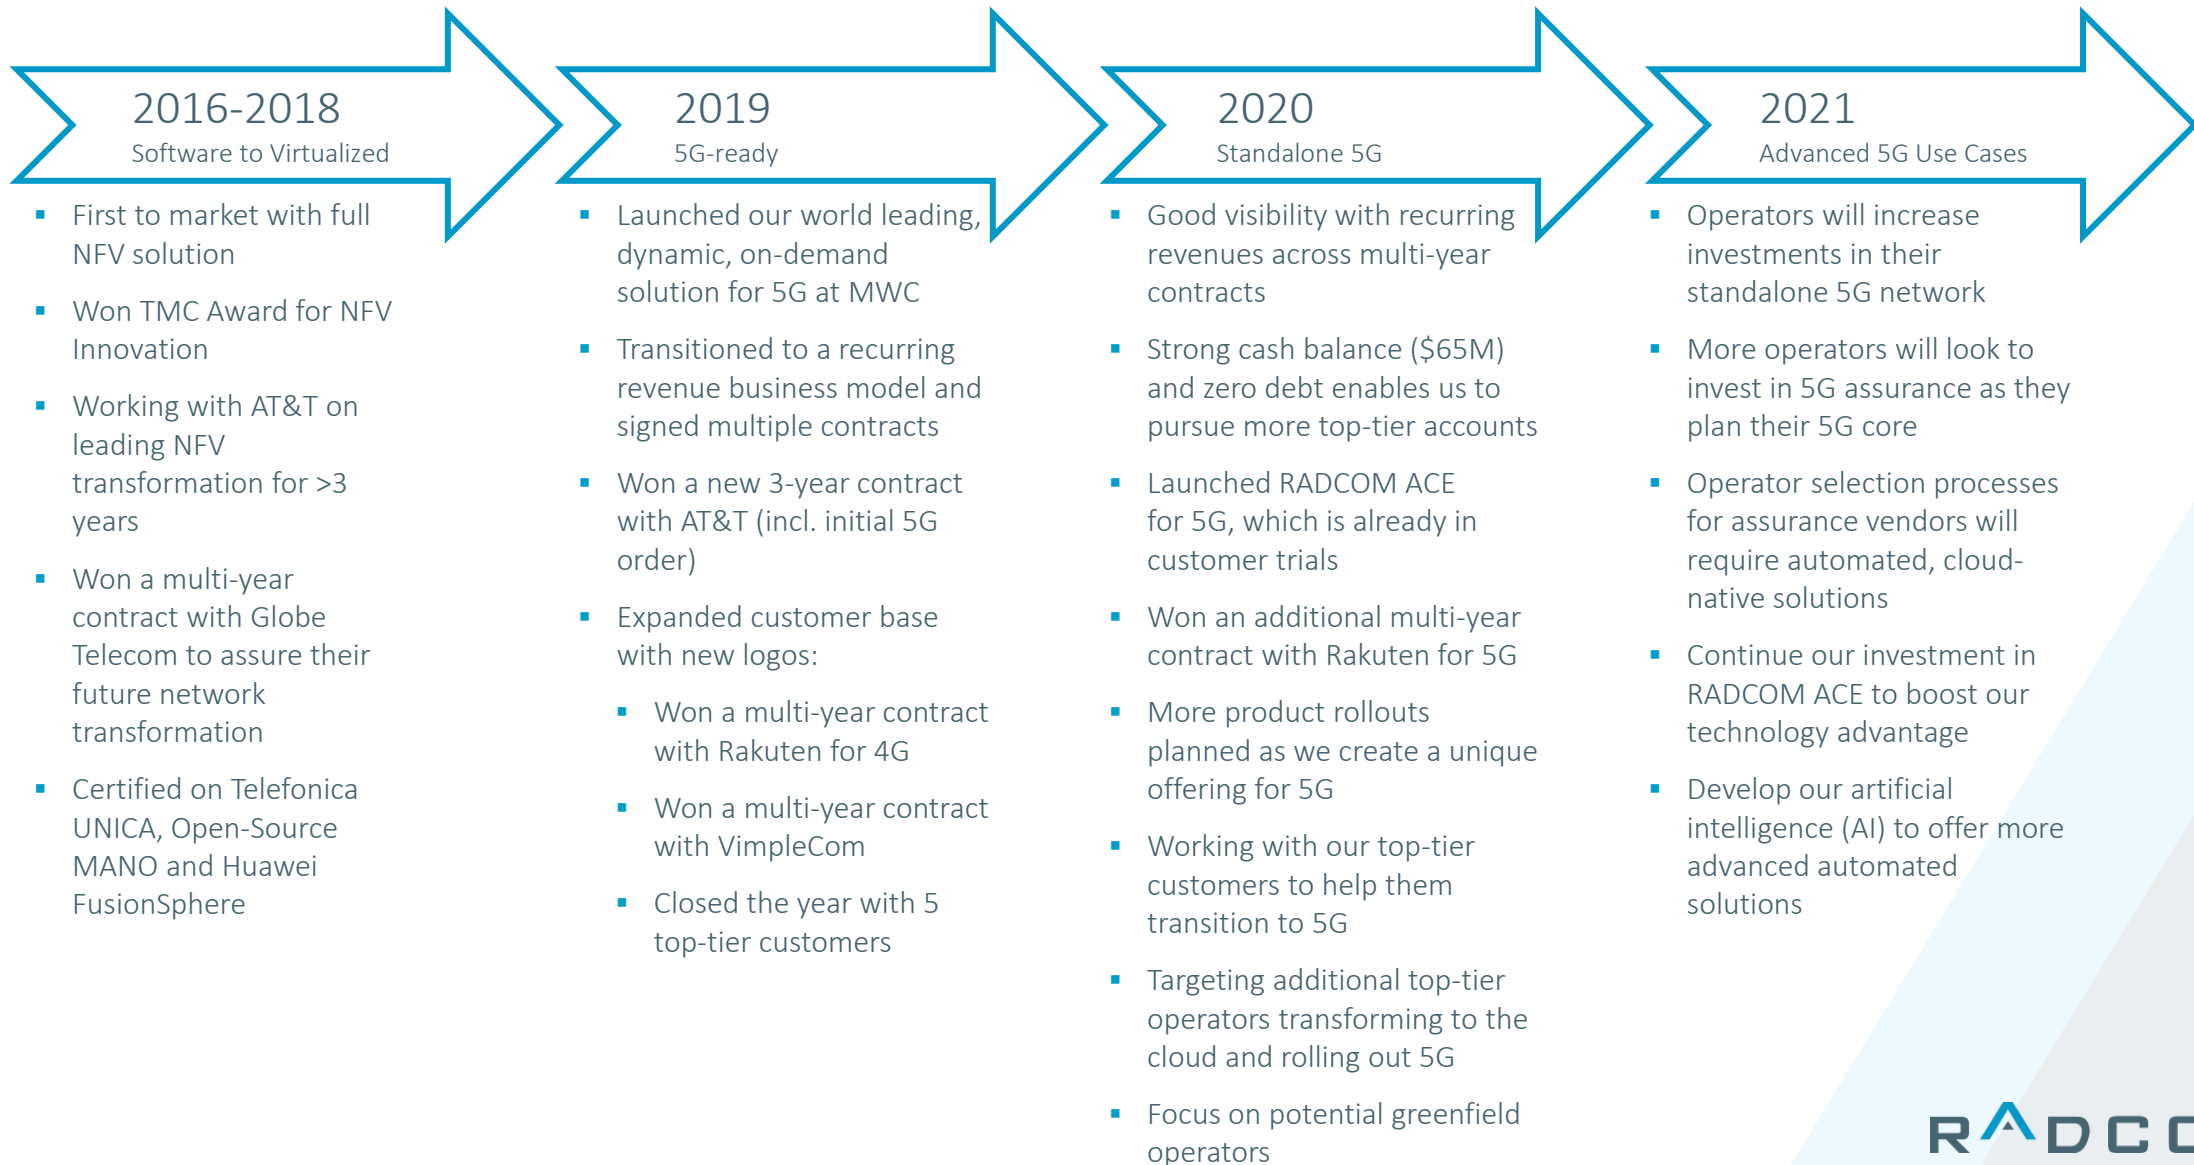 2016-2018
Software to Virtualized
First to market with full
NFV solution
Won TMC Award for NFV
Innovation
Working with AT&T on
leading NFV
transformation for >3
years
Won a multi-year
contract with Globe
Telecom to assure their
future network
transformation
Certified on Telefonica
UNICA, Open-Source
MANO and Huawei
FusionSphere
2019
5G-ready
Launched our world leading,
dynamic, on-demand
solution for 5G at MWC
Transitioned to a recurring
revenue business model and
signed multiple contracts
Won a new 3-year contract
with AT&T (incl. initial 5G
order)
Expanded customer base
with new logos:
Won a multi-year contract
with Rakuten for 4G
Won a multi-year contract
with VimpleCom
Closed the year with 5
top-tier customers
2020
Standalone 5G
Good visibility with recurring
revenues across multi-year
contracts
Strong cash balance ($65M)
and zero debt enables us to
pursue more top-tier accounts
Launched RADCOM ACE
for 5G, which is already in
customer trials
Won an additional multi-year
contract with Rakuten for 5G
More product rollouts
planned as we create a unique
offering for 5G
Working with our top-tier
customers to help them
transition to 5G
Targeting additional top-tier
operators transforming to the
cloud and rolling out 5G
Focus on potential greenfield
operators
2021
Advanced 5G Use Cases
Operators will increase
investments in their
standalone 5G network
More operators will look to
invest in 5G assurance as they
plan their 5G core
Operator selection processes
for assurance vendors will
require automated, cloud-
native solutions
Continue our investment in
RADCOM ACE to boost our
technology advantage
Develop our artificial
intelligence (AI) to offer more
advanced automated
solutions
RADC